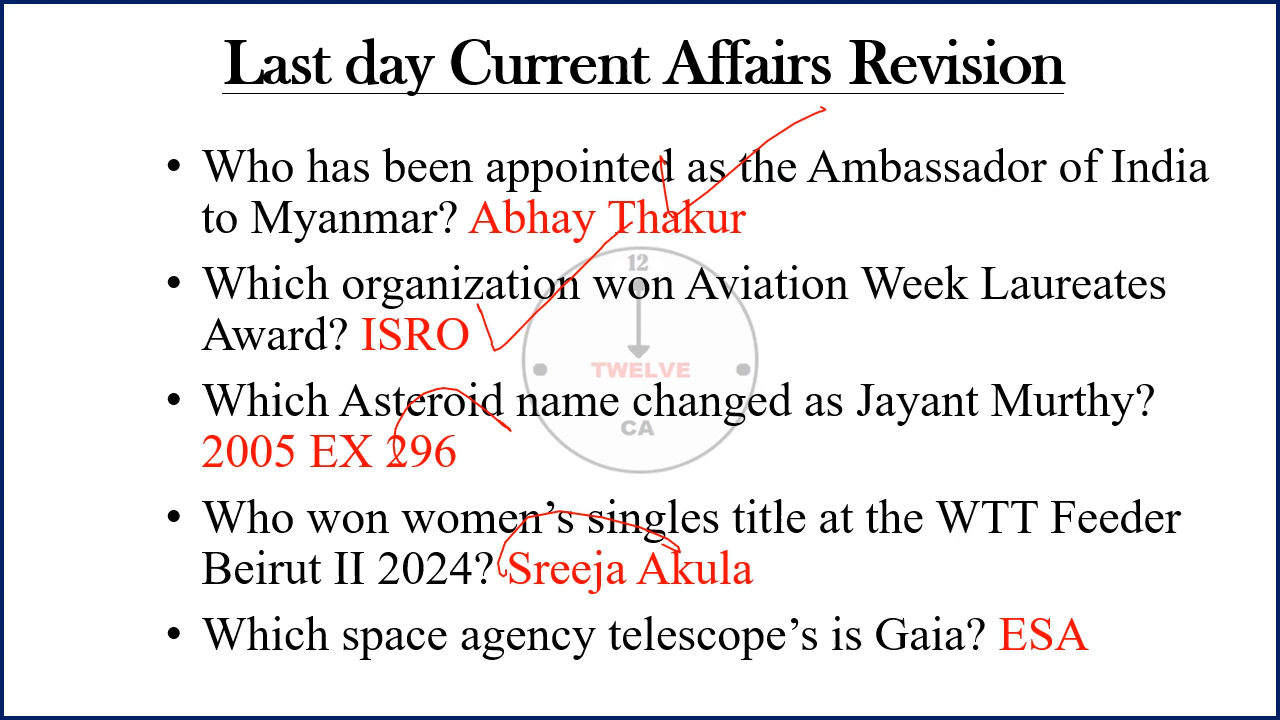 Last day Current Affairs Revision
• Who has been appointed as the Ambassador of India
to Myanmar? Abhay Thakur
• Which organization won Aviation Week Laureates
Award? ISRO
• Which Asteroid name changed as Jayant Murthy?
2005 EX 296
• Who won women’s singles title at the WTT Feeder
Beirut II 2024? Sreeja Akula
• Which space agency telescope’s is Gaia? ESA
12
TWELVE
CA